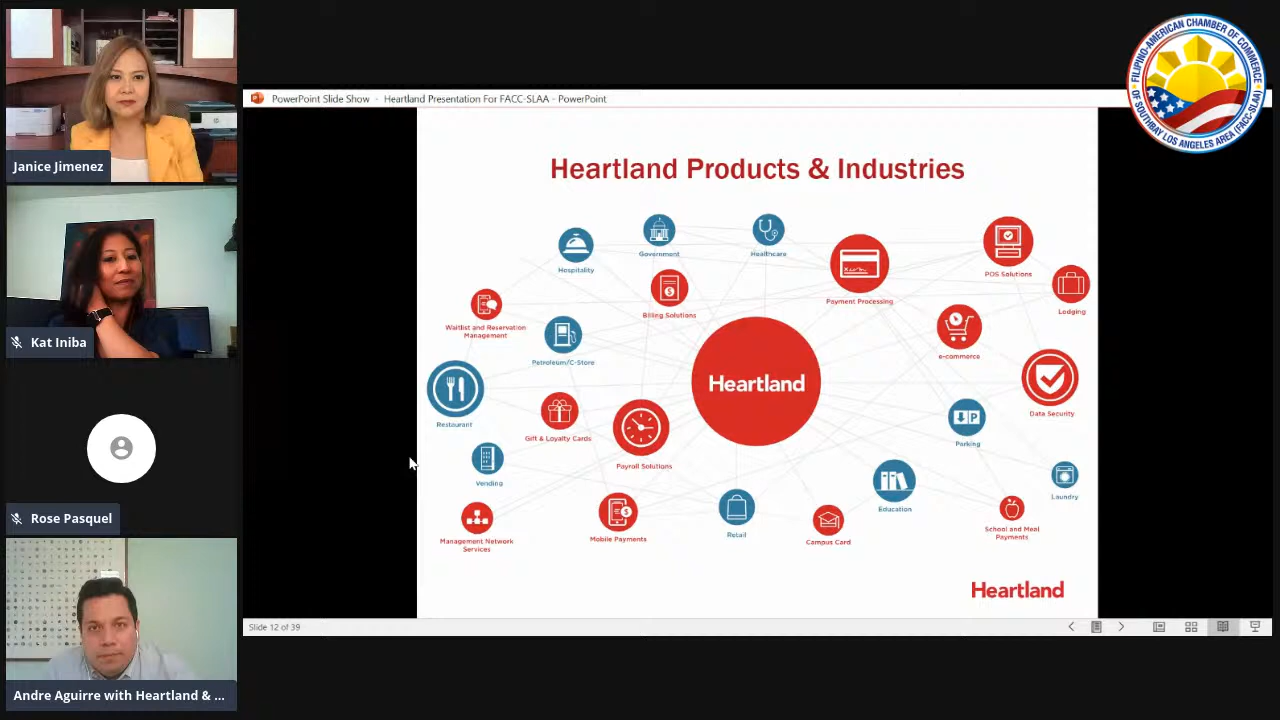 Janice Jimenez
Kat Iniba
Rose Pasquel
Andre Aguirre with Heartland & ...
PowerPoint Slide Show - Heartland Presentation For FACC-SLAA - PowerPoint
FILIPINO-AMERICAN CHAMBER OF COMMERCE
OF SOUTHBAY LOS ANGELES AREA (FACC-SLAA)
Heartland Products & Industries
Hospitality
Government
Healthcare
Payment Processing
POS Solutions
Lodging
Waitlist and Reservation
Management
Billing Solutions
Petroleum/C-Store
e-commerce
Heartland
Restaurant
Gift & Loyalty Cards
Payroll Solutions
Data Security
Parking
Vending
Education
Laundry
Management Network
Services
Mobile Payments
Retail
Campus Card
School and Meal
Payments
Heartland
Slide 12 of 39